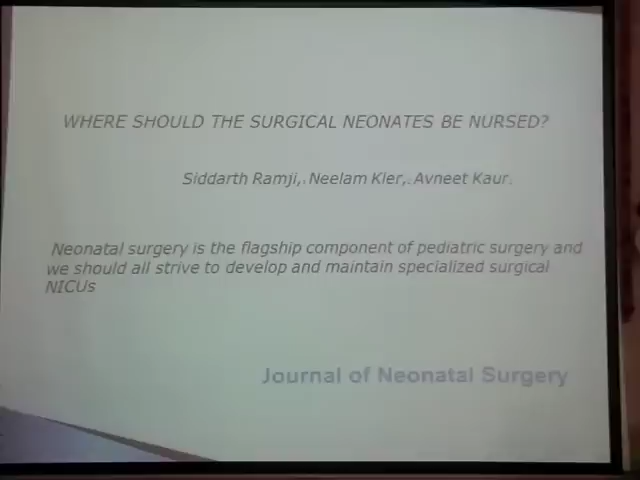 WHERE SHOULD THE SURGICAL NEONATES BE NURSED?
Siddarth Ramji,. Neelam Kler,. Avneet Kaur.
Neonatal surgery is the flagship component of pediatric surgery and
we should all strive to develop and maintain specialized surgical
NICUs
Journal of Neonatal Surgery